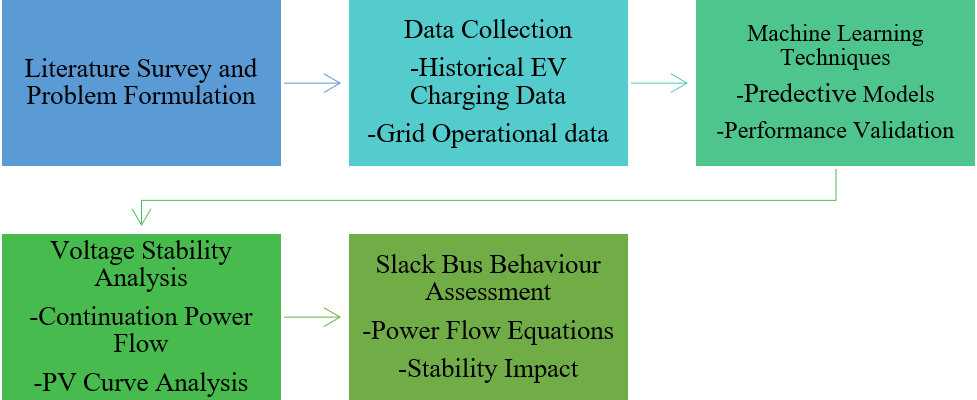 Literature Survey and
Problem Formulation
Data Collection
-Historical EV
Charging Data
-Grid Operational data
Machine Learning
Techniques
-Predective Models
-Performance Validation
Voltage Stability
Analysis
-Continuation Power
Flow
-PV Curve Analysis
Slack Bus Behaviour
Assessment
-Power Flow Equations
-Stability Impact